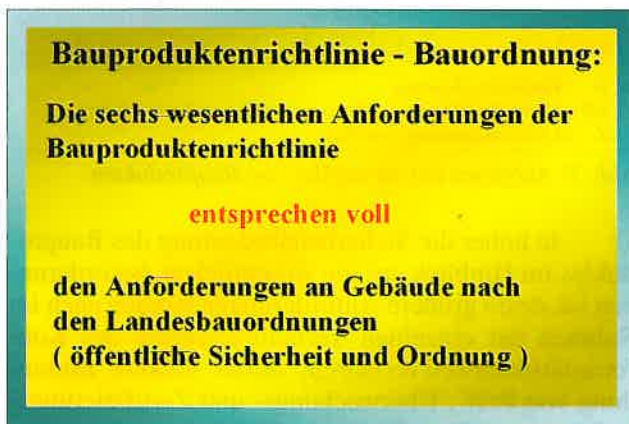 Bauproduktenrichtlinie - Bauordnung:
Die sechs wesentlichen Anforderungen der
Bauproduktenrichtlinie
entsprechen voll
den Anforderungen an Gebäude nach
den Landesbauordnungen
( öffentliche Sicherheit und Ordnung )